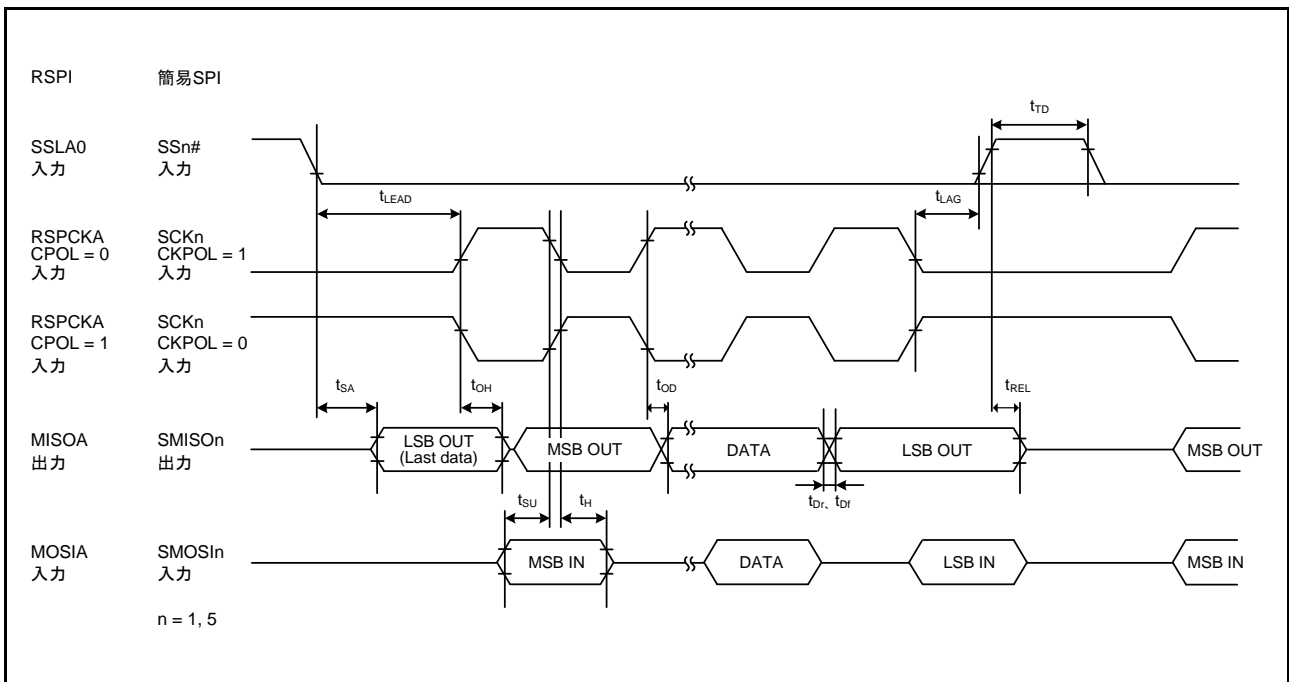 RSPI 簡易SPI
tTD
SSLA0 SSn#
入力 入力
tLEAD tLAG
RSPCKA SCKn
CPOL = 0 CKPOL = 1
入力 入力
RSPCKA SCKn
CPOL = 1 CKPOL = 0
入力 入力
tSA tOH tOD tREL
MISOA SMISOn
出力 出力
LSB OUT
(Last data)
MSB OUT DATA LSB OUT MSB OUT
tSU tH tDr、tDf
MOSIA SMOSIn
入力 入力
MSB IN DATA LSB IN MSB IN
n = 1, 5